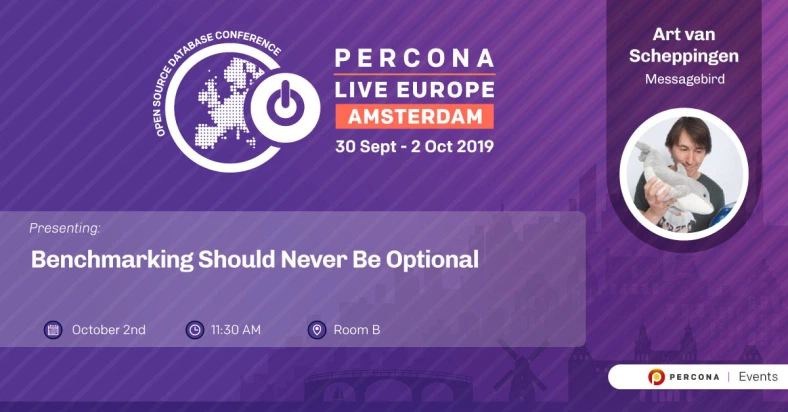 OPEN SOURCE DATABASE CONFERENCE
PERCONA
LIVE EUROPE
AMSTERDAM
30 Sept - 2 Oct 2019
Art van
Scheppingen
Messagebird
Presenting:
Benchmarking Should Never Be Optional
October 2nd
11:30 AM
Room B
PERCONA | Events